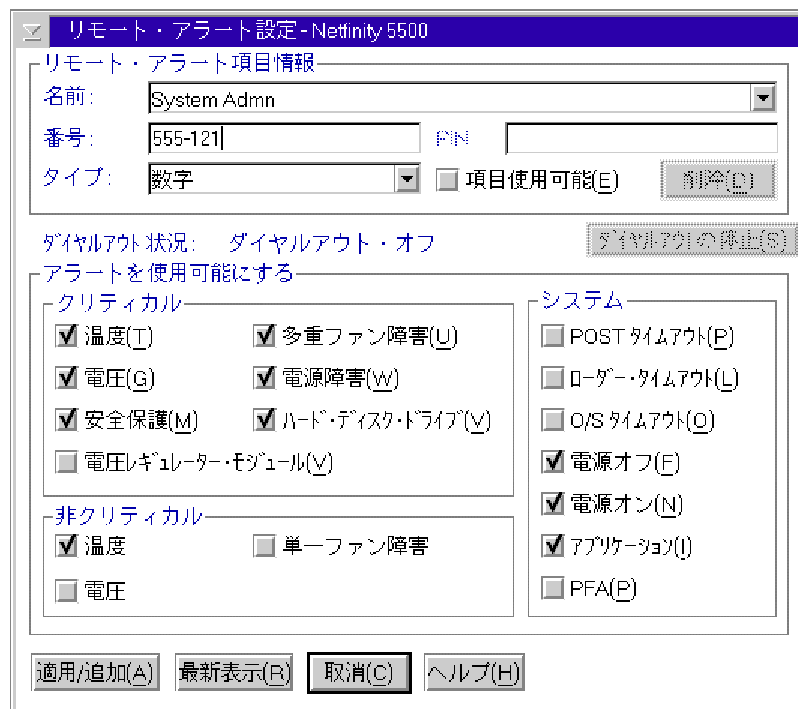 リモート・アラート設定 - Netfinity 5500
リモート・アラート項目情報
名前: System Admn
番号: 555-121 PIN
タイプ: 数字 項目使用可能(E) 削除(D)
ﾀﾞｲﾔﾙｱｳﾄ状況: ダイヤルアウト・オフ ﾀﾞｲﾔﾙｱｳﾄの停止(S)
アラートを使用可能にする
クリティカル
温度(T) 多重ファン障害(U)
電圧(G) 電源障害(W)
安全保護(M) ﾊｰﾄﾞ･ﾃﾞｨｽｸ･ﾄﾞﾗｲﾌﾞ(V)
電圧ﾚｷﾞｭﾚｰﾀｰ･ﾓｼﾞｭｰﾙ(V)
非クリティカル
温度 単一ファン障害
電圧
システム
POST ﾀｲﾑｱｳﾄ(P)
ﾛｰﾀﾞｰ･ﾀｲﾑｱｳﾄ(L)
O/S ﾀｲﾑｱｳﾄ(O)
電源オフ(F)
電源オン(N)
ｱﾌﾟﾘｹｰｼｮﾝ(I)
PFA(P)
適用/追加(A) 最新表示(R) 取消(C) ヘルプ(H)